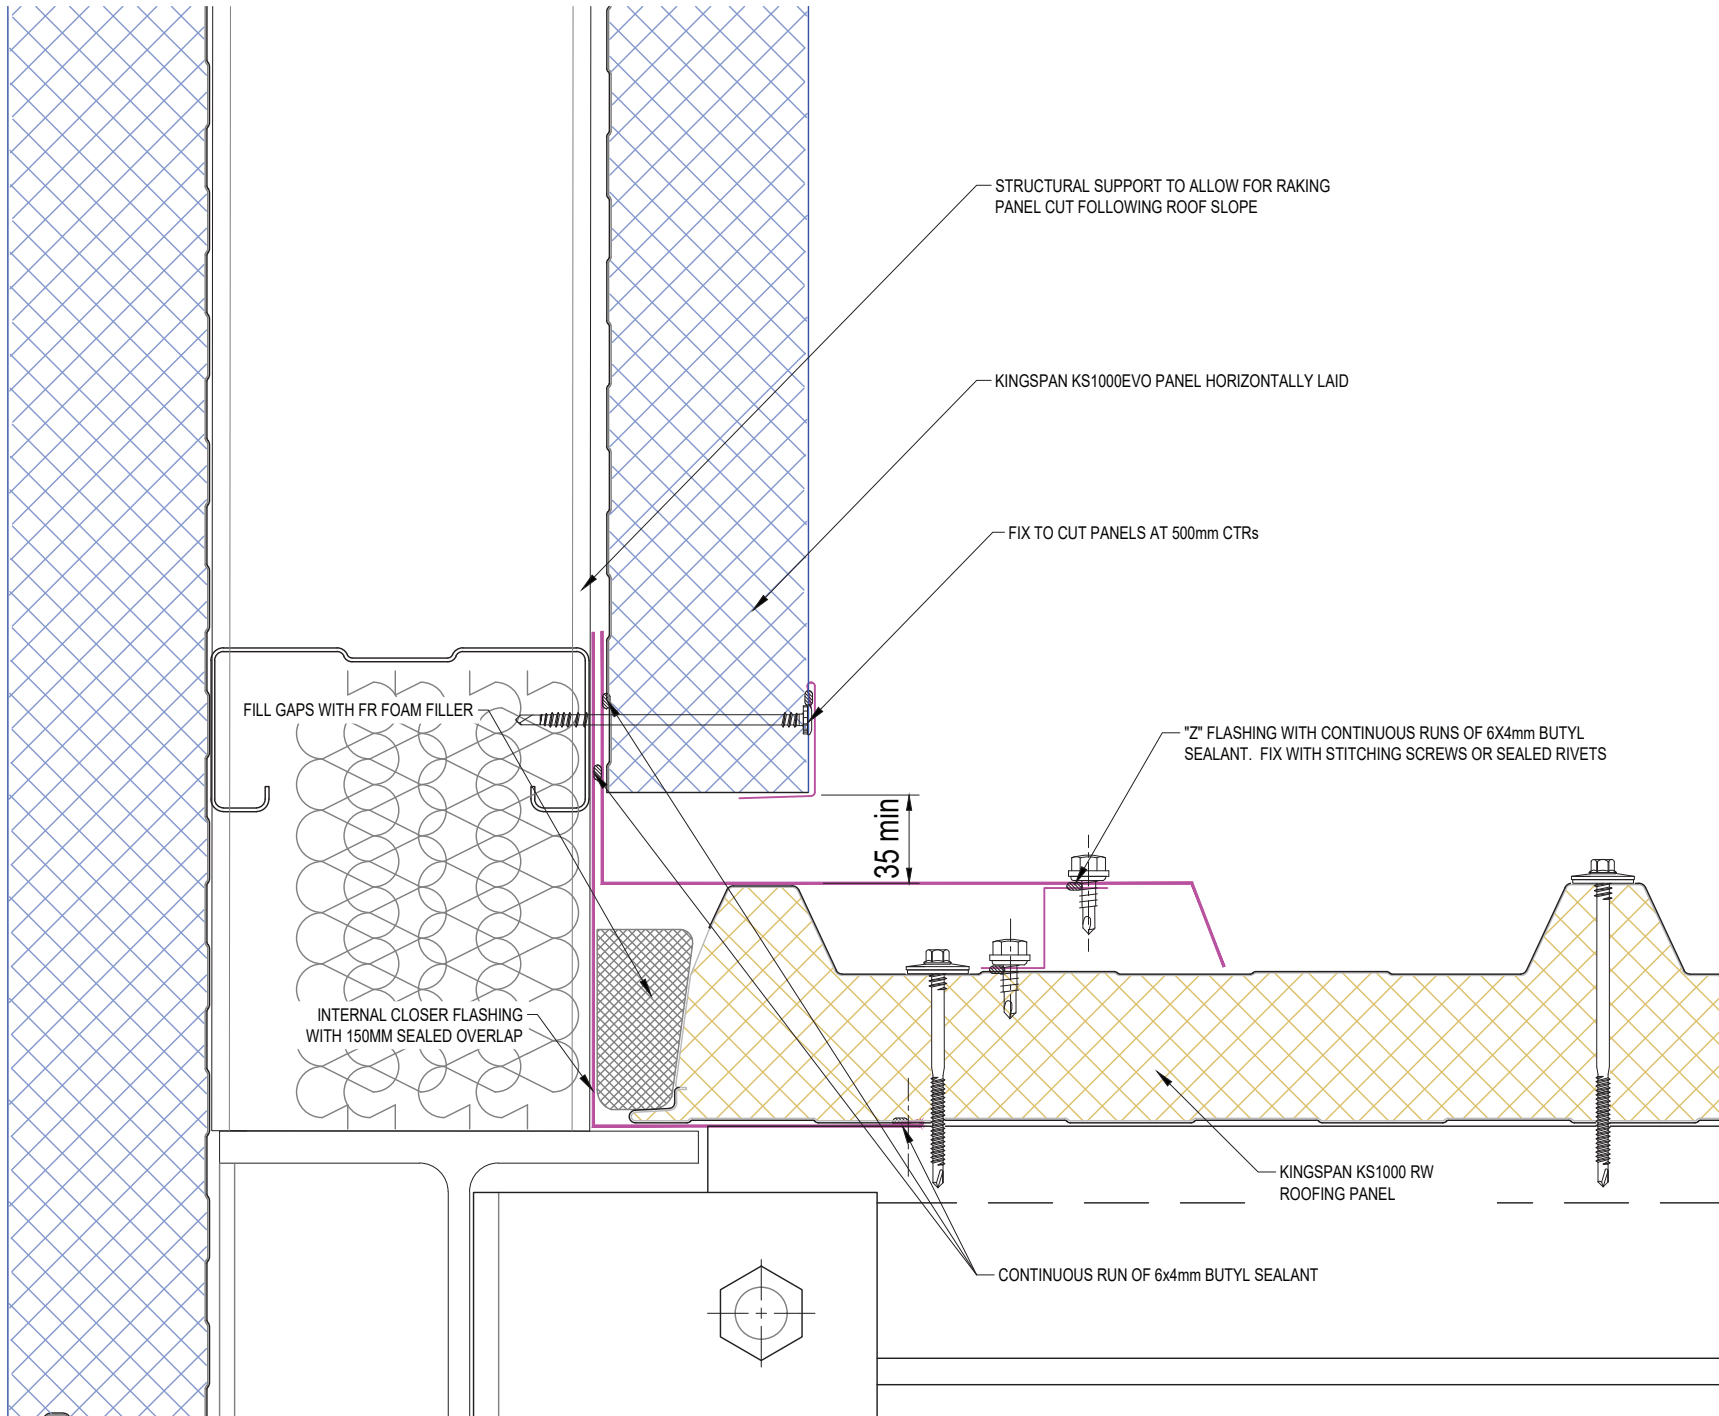 STRUCTURAL SUPPORT TO ALLOW FOR RAKING
PANEL CUT FOLLOWING ROOF SLOPE
KINGSPAN KS1000EVO PANEL HORIZONTALLY LAID
FIX TO CUT PANELS AT 500mm CTRs
FILL GAPS WITH FR FOAM FILLER
"Z" FLASHING WITH CONTINUOUS RUNS OF 6X4mm BUTYL
SEALANT. FIX WITH STITCHING SCREWS OR SEALED RIVETS
35 min
INTERNAL CLOSER FLASHING
WITH 150MM SEALED OVERLAP
KINGSPAN KS1000 RW
ROOFING PANEL
CONTINUOUS RUN OF 6x4mm BUTYL SEALANT